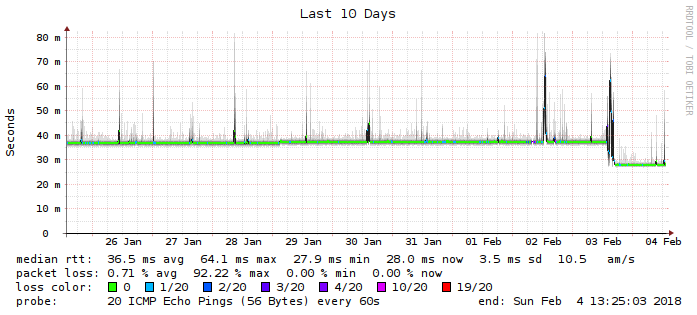 Last 10 Days
RRDTOOL / TOBI OETIKER
Seconds
80 m
70 m
60 m
50 m
40 m
30 m
20 m
10 m
0
26 Jan 27 Jan 28 Jan 29 Jan 30 Jan 31 Jan 01 Feb 02 Feb 03 Feb 04 Feb
median rtt: 36.5 ms avg 64.1 ms max 27.9 ms min 28.0 ms now 3.5 ms sd 10.5 am/s
packet loss: 0.71 % avg 92.22 % max 0.00 % min 0.00 % now
loss color: 0 1/20 2/20 3/20 4/20 10/20 19/20
probe: 20 ICMP Echo Pings (56 Bytes) every 60s end: Sun Feb 4 13:25:03 2018